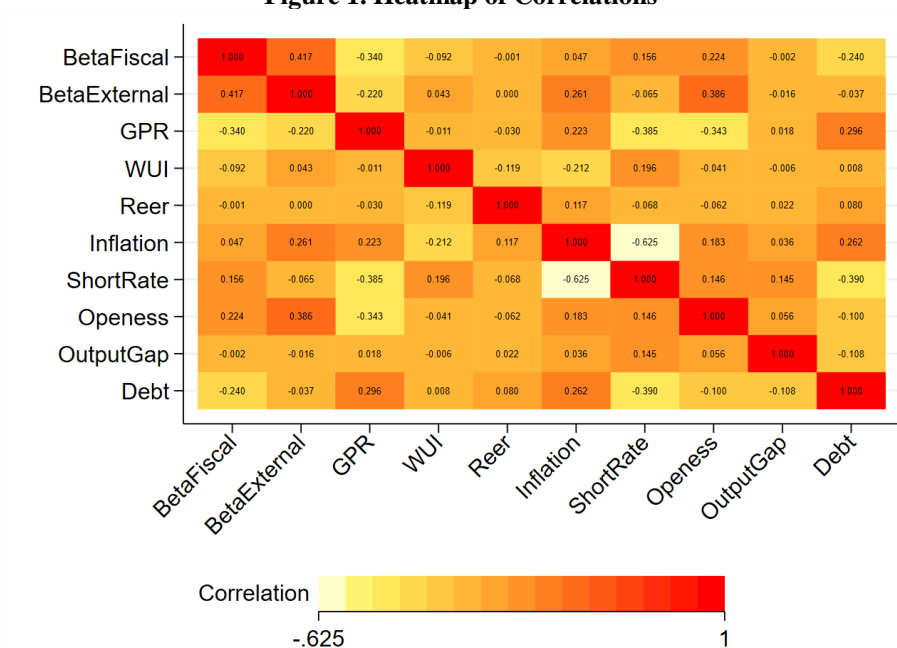 Figure 1. Heatmap of Correlations
BetaFiscal 1.000 0.417 -0.340 -0.092 -0.001 0.047 0.156 0.224 -0.002 -0.240
BetaExternal 0.417 1.000 -0.220 0.043 0.000 0.261 -0.065 0.386 -0.016 -0.037
GPR -0.340 -0.220 1.000 -0.011 -0.030 0.223 -0.385 -0.343 0.018 0.296
WUI -0.092 0.043 -0.011 1.000 -0.119 -0.212 0.196 -0.041 -0.006 0.008
Reer -0.001 0.000 -0.030 -0.119 1.000 0.117 -0.068 -0.062 0.022 0.080
Inflation 0.047 0.261 0.223 -0.212 0.117 1.000 -0.625 0.183 0.036 0.262
ShortRate 0.156 -0.065 -0.385 0.196 -0.068 -0.625 1.000 0.146 0.145 -0.390
Openess 0.224 0.386 -0.343 -0.041 -0.062 0.183 0.146 1.000 0.056 -0.100
OutputGap -0.002 -0.016 0.018 -0.006 0.022 0.036 0.145 0.056 1.000 -0.108
Debt -0.240 -0.037 0.296 0.008 0.080 0.262 -0.390 -0.100 -0.108 1.000
BetaFiscal BetaExternal GPR WUI Reer Inflation ShortRate Openess OutputGap Debt
Correlation
-.625 1